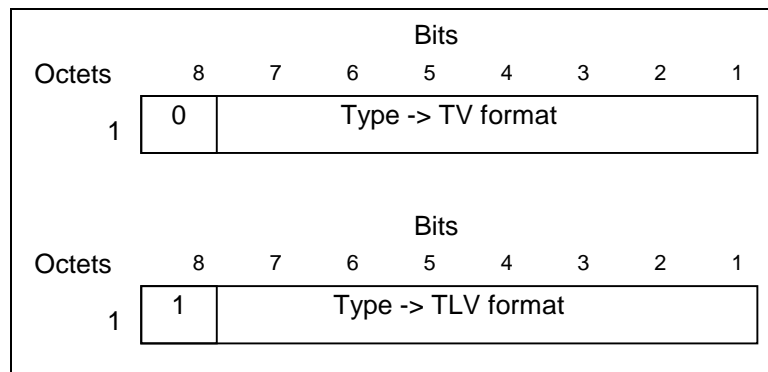 Bits
Octets 8 7 6 5 4 3 2 1
1 0 Type -> TV format
Bits
Octets 8 7 6 5 4 3 2 1
1 1 Type -> TLV format